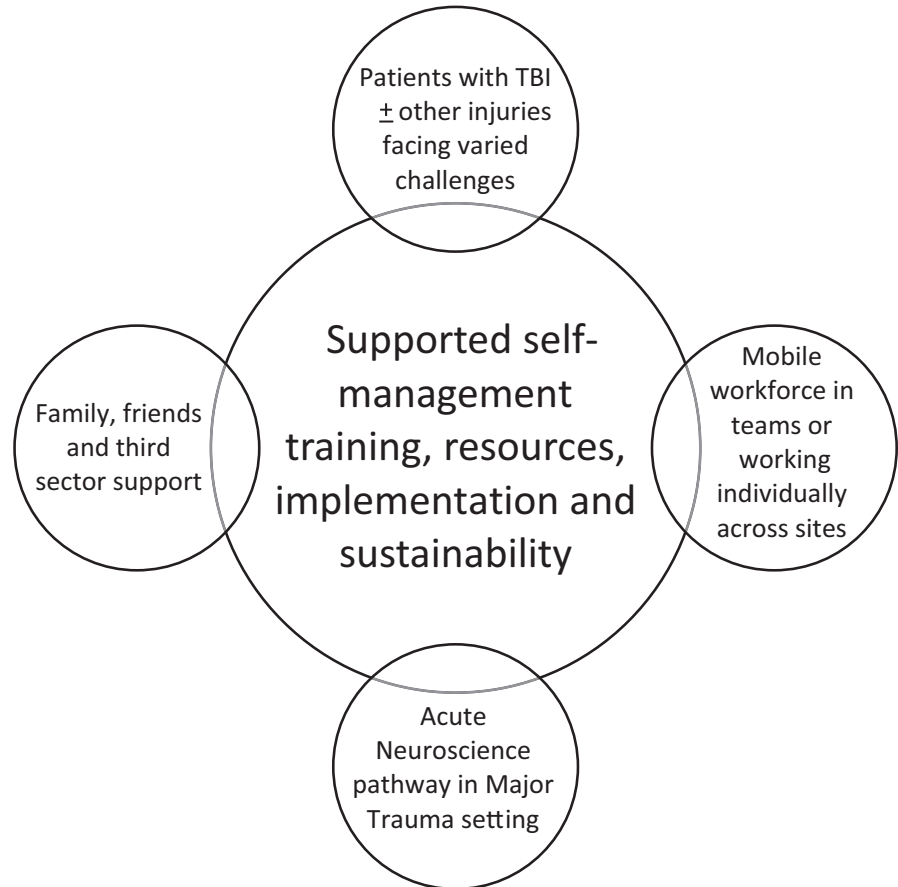 Patients with TBI
± other injuries
facing varied
challenges
Supported self-
management
training, resources,
implementation and
sustainability
Family, friends
and third
sector support
Mobile
workforce in
teams or
working
individually
across sites
Acute
Neuroscience
pathway in Major
Trauma setting